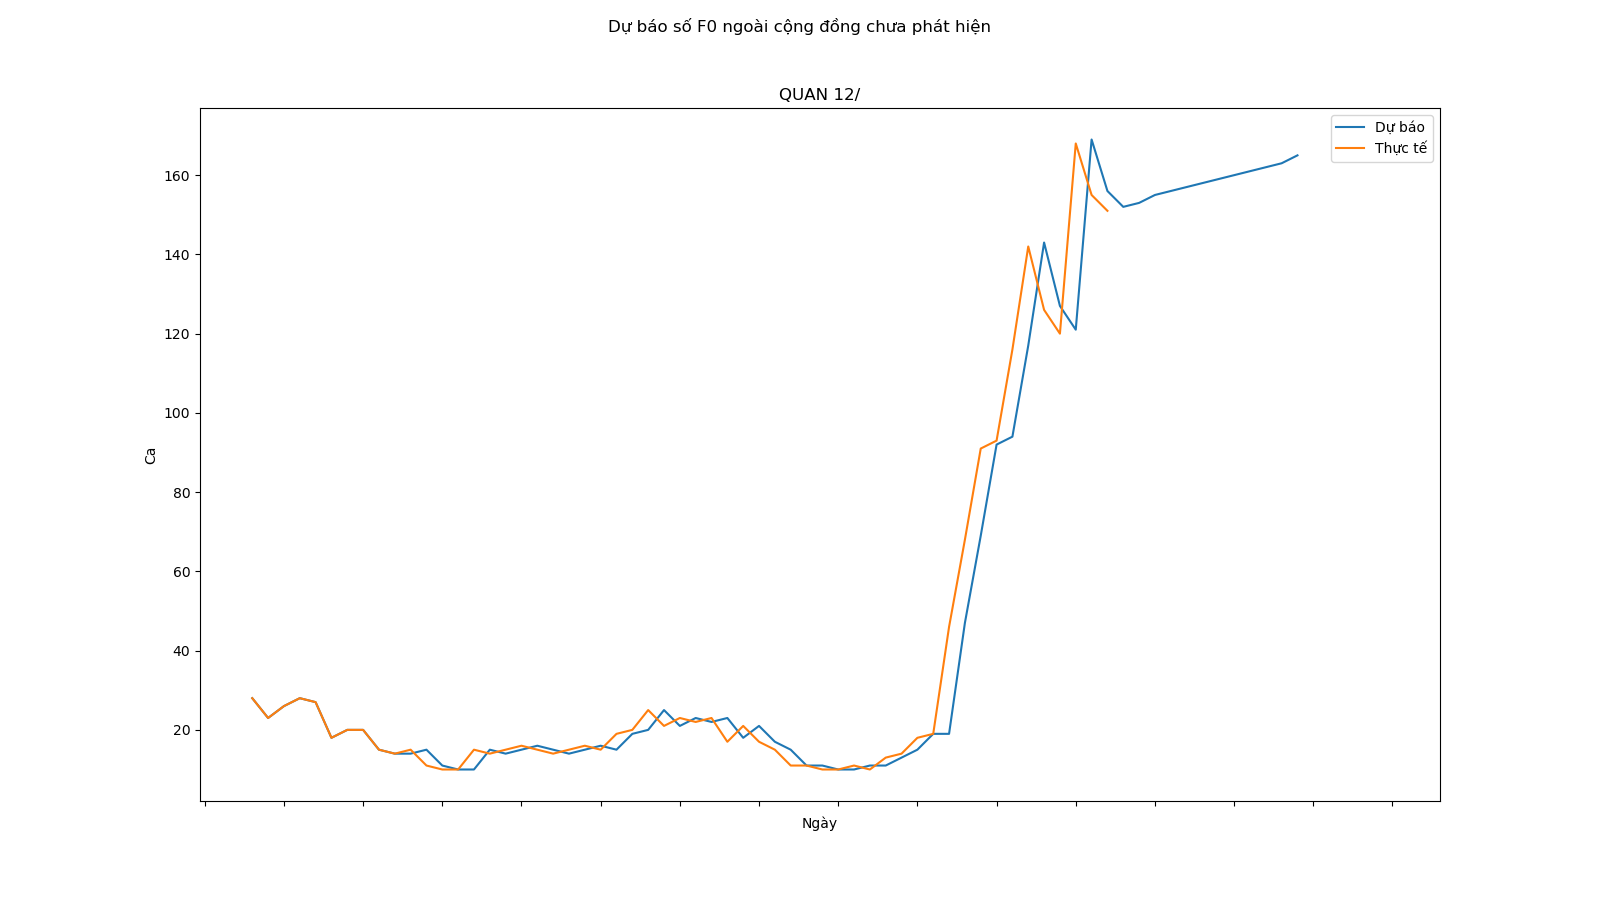 Dự báo số F0 ngoài cộng đồng chưa phát hiện
QUAN 12/
Dự báo
Thực tế
160
140
120
100
80
60
40
20
Ca
Ngày